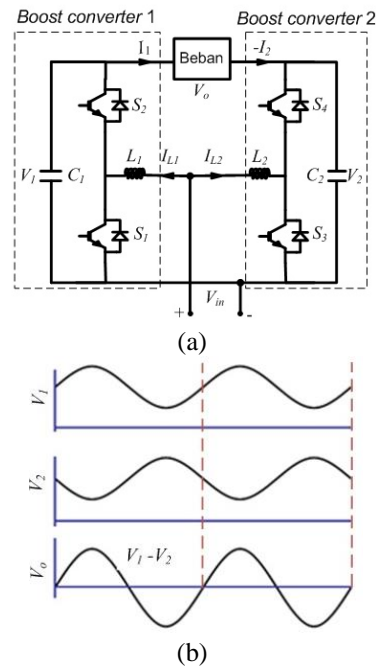 Boost converter 1
Boost converter 2
I1
Beban
-I2
Vo
S2
S4
L1
IL1
IL2
L2
V1
C1
C2
V2
S1
S3
Vin
+
-
(a)
V1
V2
Vo
V1 -V2
(b)